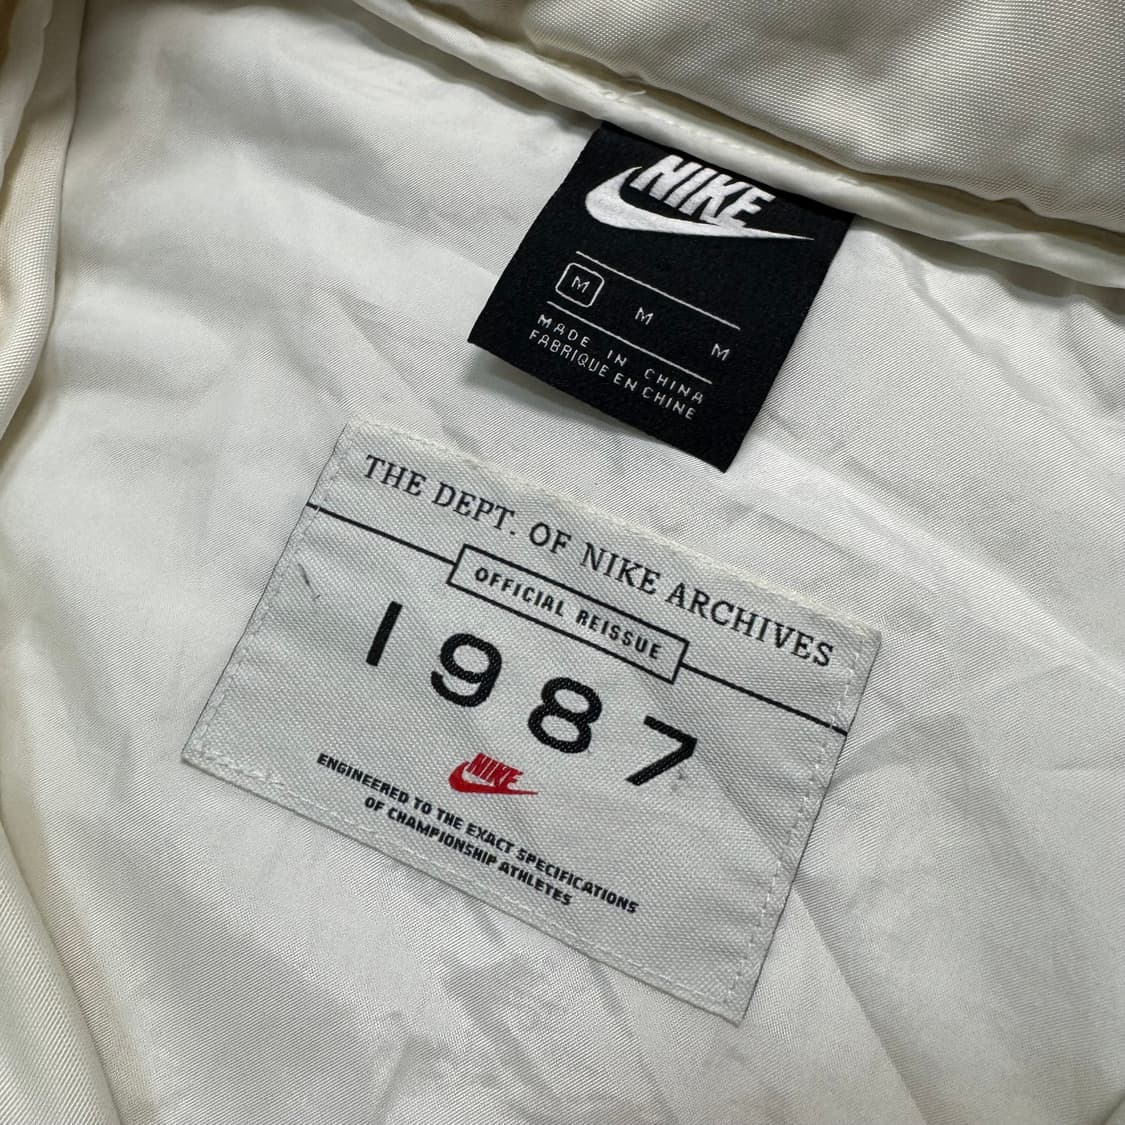 NIKE
M M M
MADE IN CHINA
FABRIQUE EN CHINE
THE DEPT. OF NIKE ARCHIVES
OFFICIAL REISSUE
1987
NIKE
ENGINEERED TO THE EXACT SPECIFICATIONS
OF CHAMPIONSHIP ATHLETES